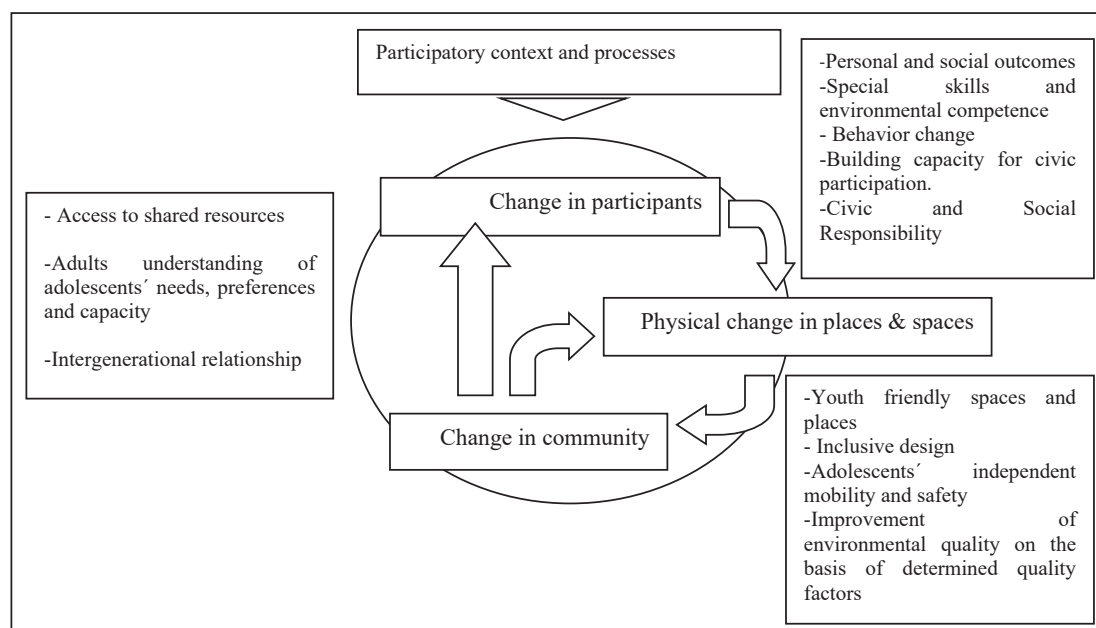 Participatory context and processes
-Personal and social outcomes
-Special skills and
environmental competence
- Behavior change
-Building capacity for civic
participation.
-Civic and Social
Responsibility
Change in participants
- Access to shared resources
-Adults understanding of
adolescents´ needs, preferences
and capacity
-Intergenerational relationship
Physical change in places & spaces
Change in community
-Youth friendly spaces and
places
- Inclusive design
-Adolescents´ independent
mobility and safety
-Improvement of
environmental quality on the
basis of determined quality
factors